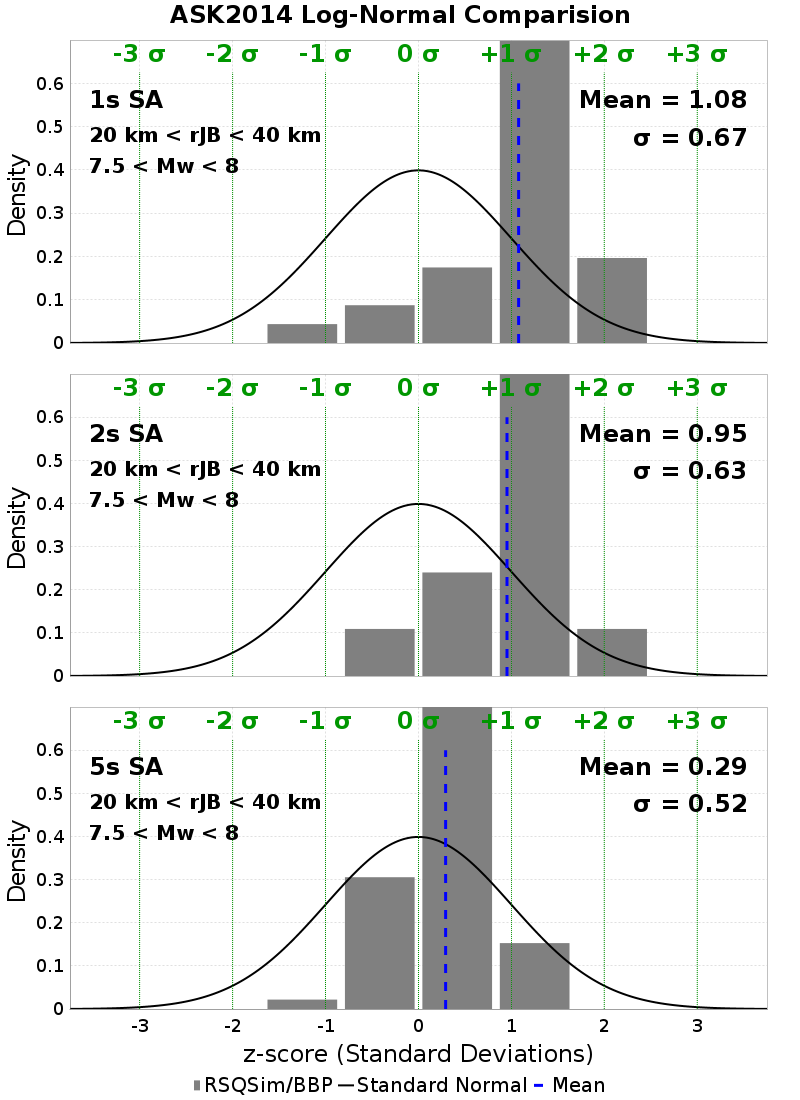 ASK2014 Log-Normal Comparision
-3 σ -2 σ -1 σ 0 σ +1 σ +2 σ +3 σ
1s SA
Mean = 1.08
20 km < rJB < 40 km
σ = 0.67
7.5 < Mw < 8
Density
0.6
0.5
0.4
0.3
0.2
0.1
0
-3 σ -2 σ -1 σ 0 σ +1 σ +2 σ +3 σ
2s SA
Mean = 0.95
20 km < rJB < 40 km
σ = 0.63
7.5 < Mw < 8
Density
0.6
0.5
0.4
0.3
0.2
0.1
0
-3 σ -2 σ -1 σ 0 σ +1 σ +2 σ +3 σ
5s SA
Mean = 0.29
20 km < rJB < 40 km
σ = 0.52
7.5 < Mw < 8
Density
0.6
0.5
0.4
0.3
0.2
0.1
0
-3 -2 -1 0 1 2 3
z-score (Standard Deviations)
RSQSim/BBP Standard Normal Mean